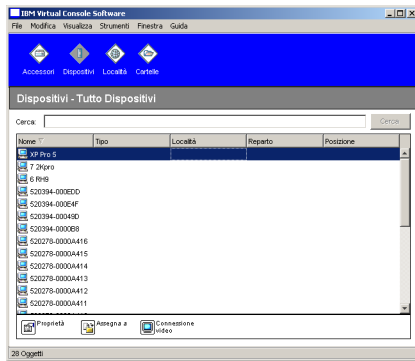 IBM Virtual Console Software
File Modifica Visualizza Strumenti Finestra Guida
Accessori Dispositivi Località Cartelle
Dispositivi - Tutto Dispositivi
Cerca: Cerca
Nome Tipo Località Reparto Posizione
XP Pro 5
7 2Kpro
6 RH9
520394-000EDD
520394-000E4F
520394-00049D
520394-0000B8
520278-0000A416
520278-0000A415
520278-0000A414
520278-0000A413
520278-0000A412
520278-0000A411
Proprietà Assegna a Connessione video
28 Oggetti